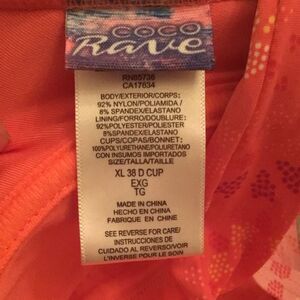 COCO
Rave
RN65736
CA17634
BODY/EXTERIOR/CORPS:
92% NYLON/POLIAMIDA/
8% SPANDEX/ELASTANO
LINING/FORRO/DOUBLURE:
92%POLYESTER/POLIESTER
8% SPANDEX/ELASTANO
CUPS/COPAS/BONNET:
100%POLYURETHANE/POLIURETANO
CON INSUMOS IMPORTADOS
SIZE/TALLA/TAILLE
XL 38 D CUP
EXG
TG
MADE IN CHINA
HECHO EN CHINA
FABRIQUE EN CHINE
SEE REVERSE FOR CARE/
INSTRUCCIONES DE
CUIDADO AL REVERSO/VOIR
L'INVERSE POUR LE SOIN